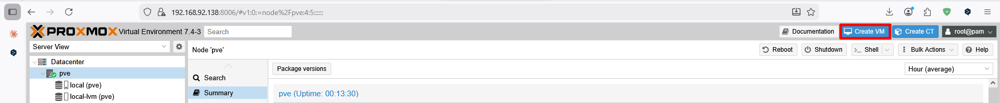 192.168.92.138:8006/#v1:0:=node%2Fpve:4:5::::::
PROXMOX Virtual Environment 7.4-3 Search Documentation Create VM Create CT root@pam
Server View Node 'pve' Reboot Shutdown >_ Shell Bulk Actions Help
Datacenter
pve Package versions Hour (average)
Search
local (pve)
Summary pve (Uptime: 00:13:30)
local-lvm (pve)